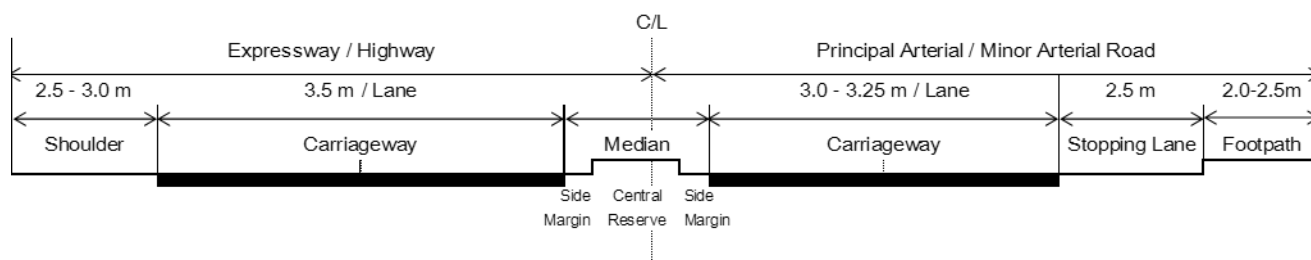 C/L
Expressway / Highway
Principal Arterial / Minor Arterial Road
2.5 - 3.0 m
3.5 m / Lane
3.0 - 3.25 m / Lane
2.5 m
2.0-2.5m
Shoulder
Carriageway
Median
Carriageway
Stopping Lane
Footpath
Side
Margin
Central
Reserve
Side
Margin